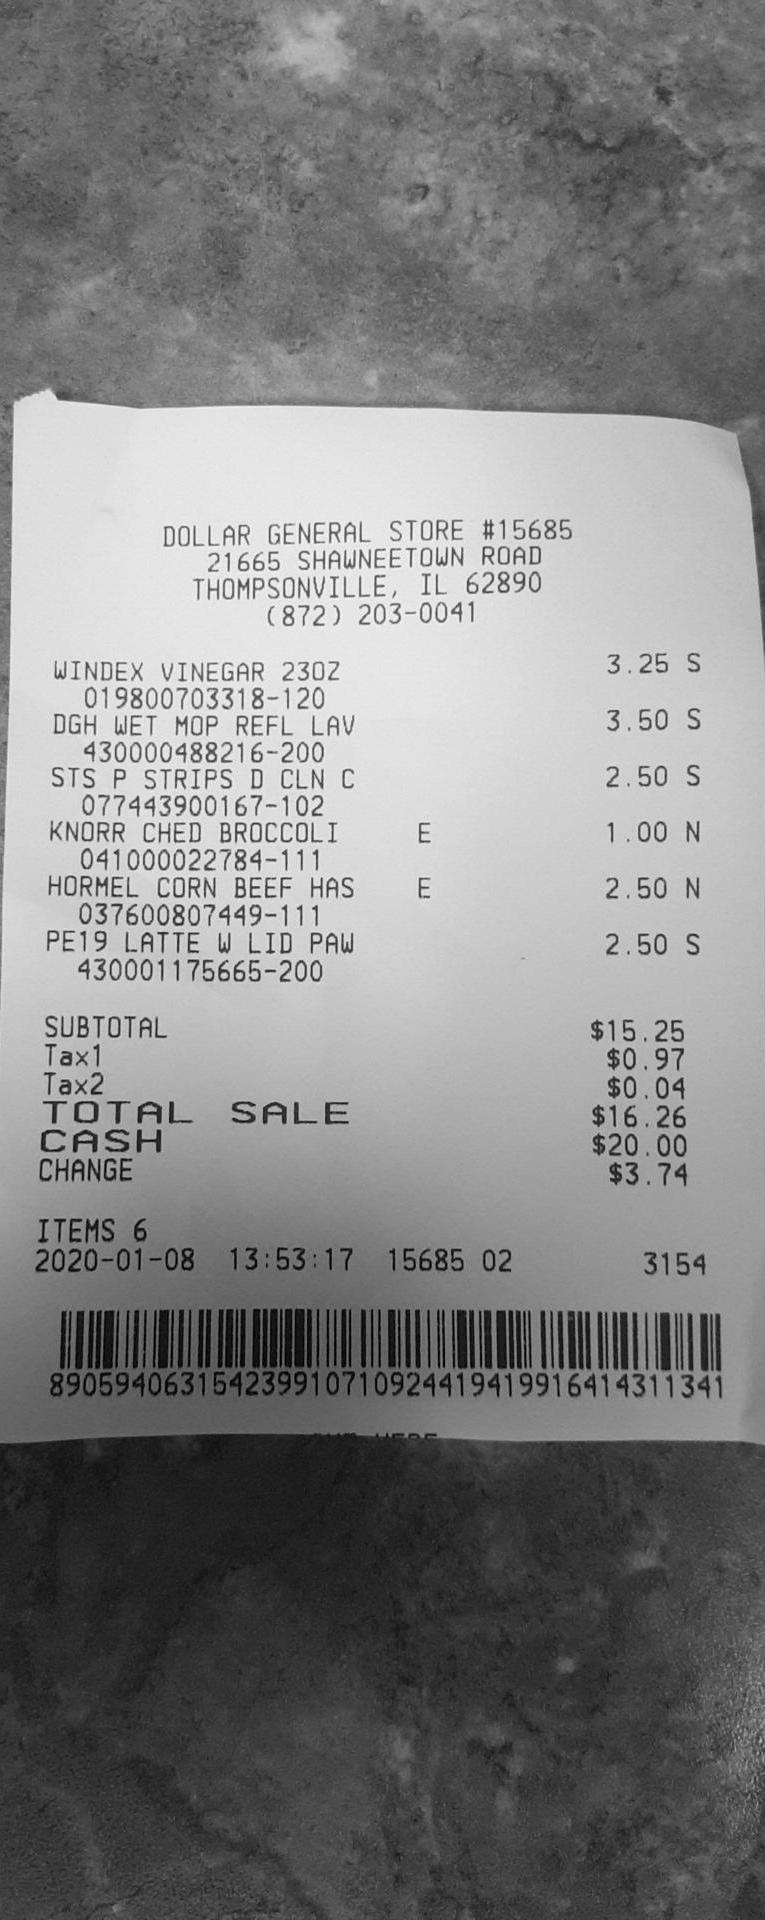 DOLLAR GENERAL STORE #15685
21665 SHAWNEETOWN ROAD
THOMPSONVILLE, IL 62890
(872) 203-0041
WINDEX VINEGAR 23OZ 3.25 S
019800703318-120
DGH WET MOP REFL LAV 3.50 S
430000488216-200
STS P STRIPS D CLN C 2.50 S
077443900167-102
KNORR CHED BROCCOLI E 1.00 N
041000022784-111
HORMEL CORN BEEF HAS E 2.50 N
037600807449-111
PE19 LATTE W LID PAW 2.50 S
430001175665-200
SUBTOTAL $15.25
Tax1 $0.97
Tax2 $0.04
TOTAL SALE $16.26
CASH $20.00
CHANGE $3.74
ITEMS 6
2020-01-08 13:53:17 15685 02 3154
890594063154239910710924419419916414311341